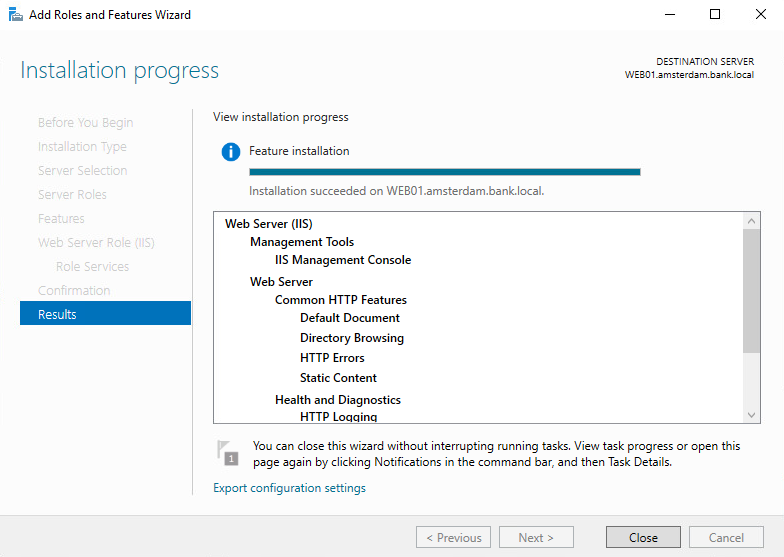 Add Roles and Features Wizard
Installation progress
DESTINATION SERVER
WEB01.amsterdam.bank.local
Before You Begin
Installation Type
Server Selection
Server Roles
Features
Web Server Role (IIS)
Role Services
Confirmation
Results
View installation progress
Feature installation
Installation succeeded on WEB01.amsterdam.bank.local.
Web Server (IIS)
Management Tools
IIS Management Console
Web Server
Common HTTP Features
Default Document
Directory Browsing
HTTP Errors
Static Content
Health and Diagnostics
HTTP Logging
1
You can close this wizard without interrupting running tasks. View task progress or open this
page again by clicking Notifications in the command bar, and then Task Details.
Export configuration settings
< Previous
Next >
Close
Cancel